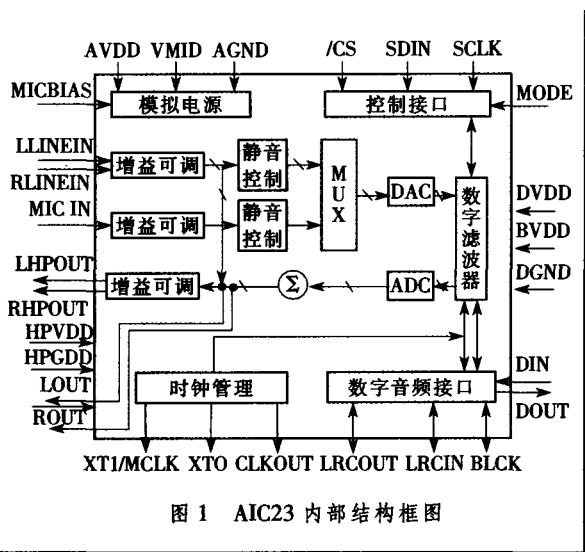 AVDD VMID AGND /CS SDIN SCLK
MICBIAS 模拟电源 控制接口 MODE
LLINEIN 增益可调 静音控制 MUX DAC 数字滤波器
RLINEIN
MIC IN 增益可调 静音控制
DVDD
BVDD
DGND
LHPOUT 增益可调 Σ ADC
RHPOUT
HPVDD
HPGDD
LOUT 时钟管理 数字音频接口 DIN
ROUT DOUT
XT1/MCLK XTO CLKOUT LRCOUT LRCIN BLCK
图 1 AIC23 内部结构框图